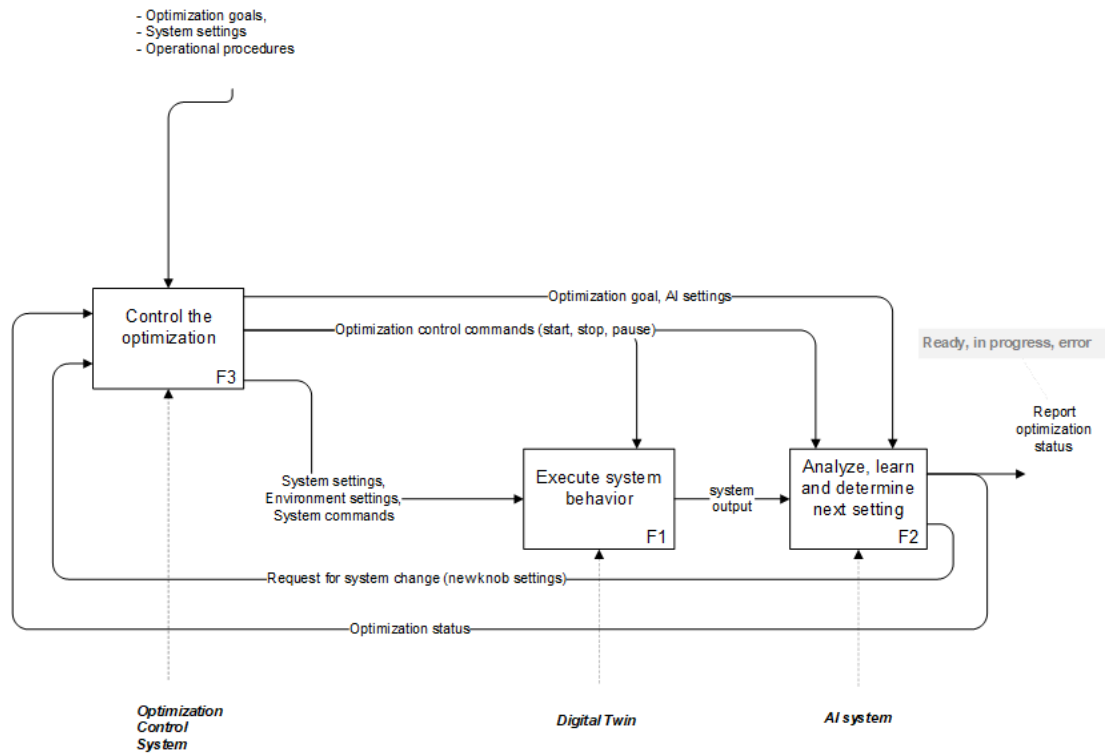 - Optimization goals,
- System settings
- Operational procedures
Control the
optimization
F3
Optimization goal, AI settings
Optimization control commands (start, stop, pause)
Ready, in progress, error
Report
optimization
status
System settings,
Environment settings,
System commands
Execute system
behavior
F1
system
output
Analyze, learn
and determine
next setting
F2
Request for system change (newknob settings)
Optimization status
Optimization
Control
System
Digital Twin
AI system